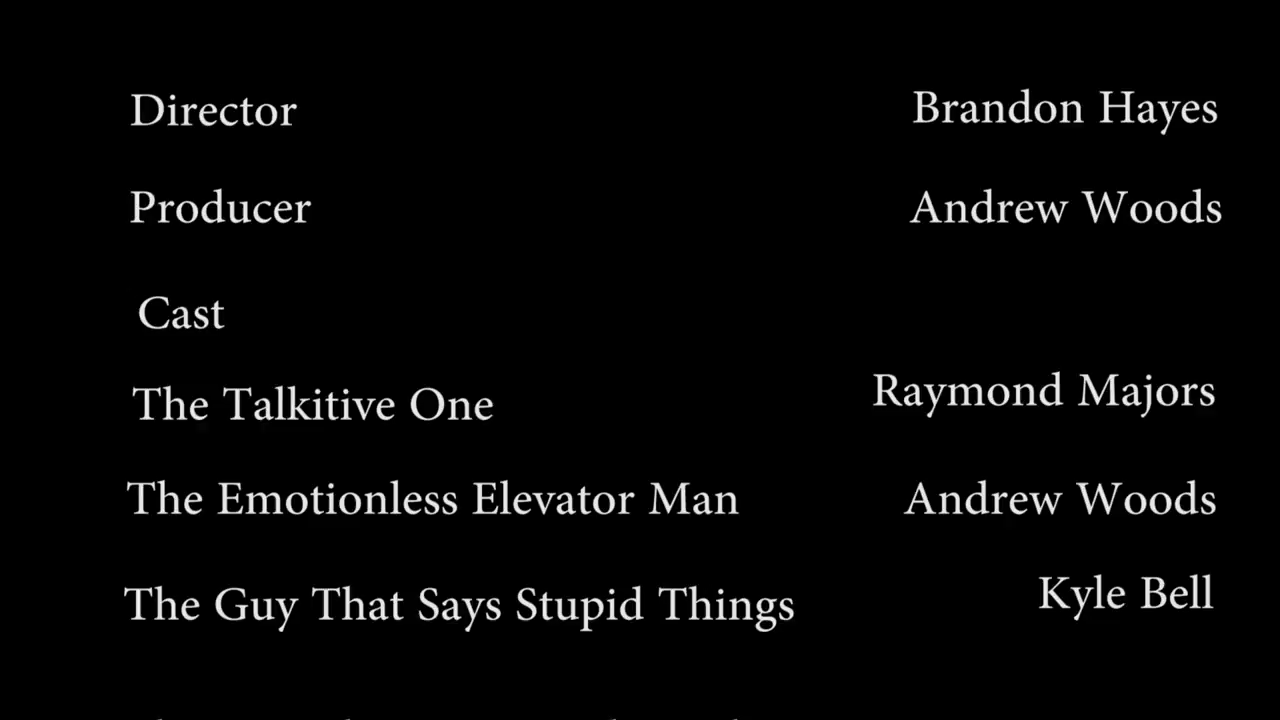 Director Brandon Hayes
Producer Andrew Woods
Cast
The Talkitive One Raymond Majors
The Emotionless Elevator Man Andrew Woods
The Guy That Says Stupid Things Kyle Bell